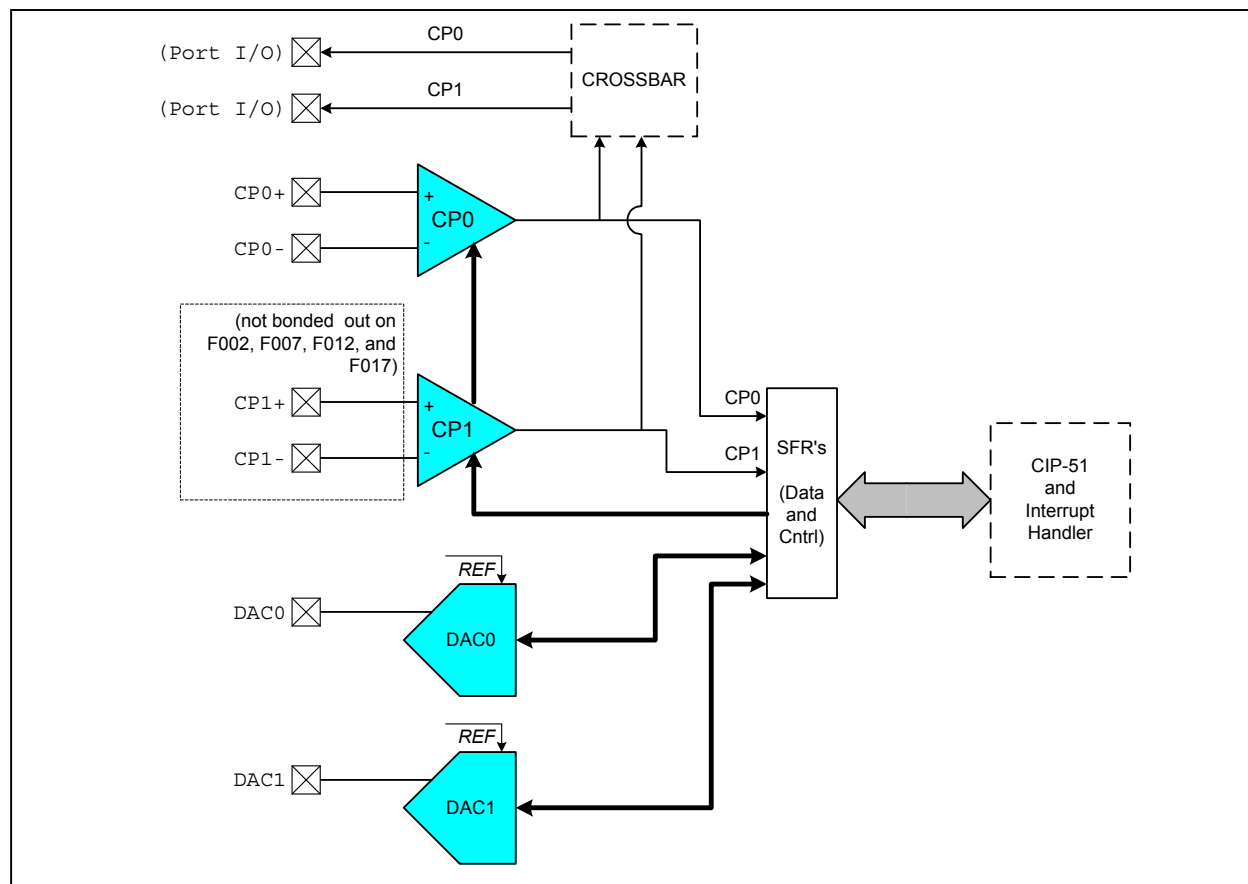 (Port I/O)
CP0
CROSSBAR
(Port I/O)
CP1
CP0+
+
CP0
CP0-
-
(not bonded out on
F002, F007, F012, and
F017)
CP1+
+
CP1
CP1-
-
CP0
CP1
SFR's
(Data
and
Cntrl)
CIP-51
and
Interrupt
Handler
REF
DAC0
DAC0
REF
DAC1
DAC1